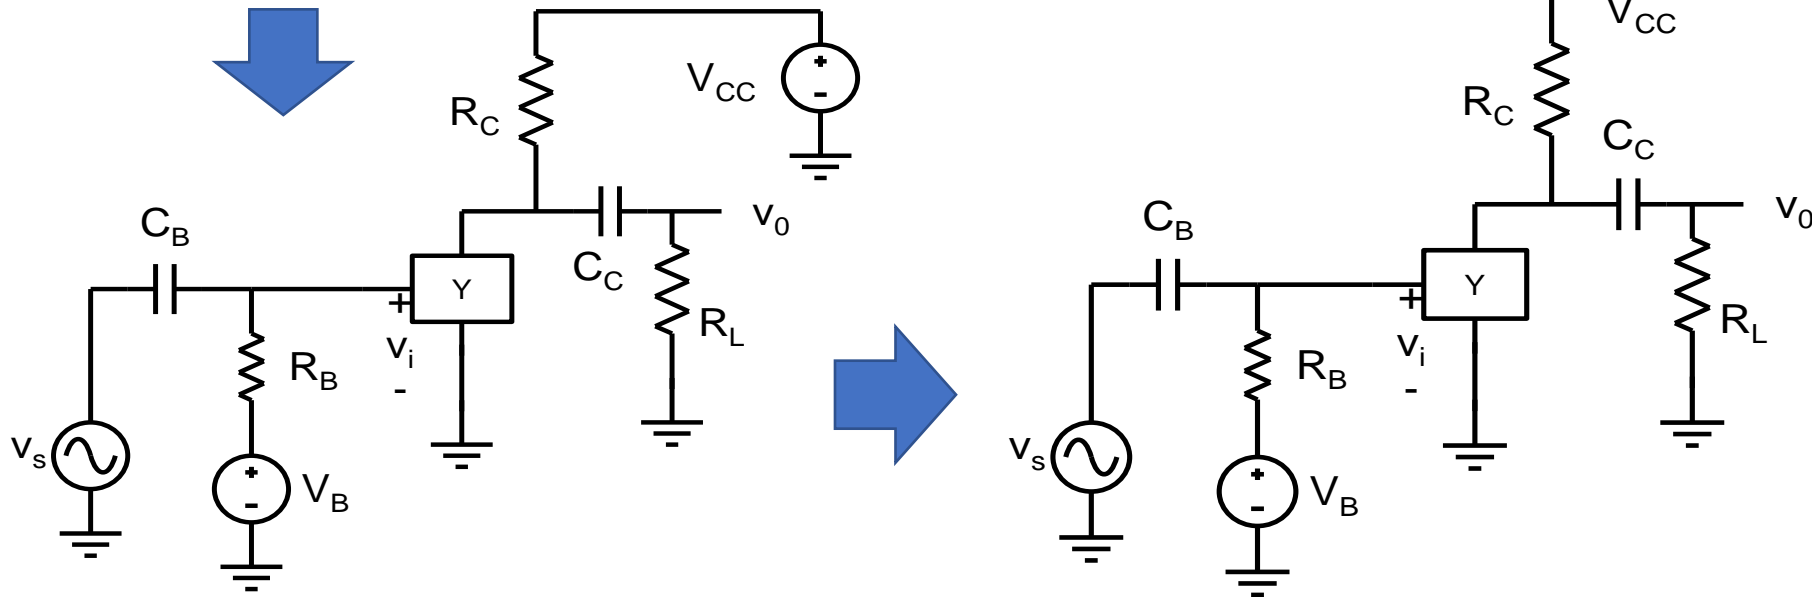 V_CC
R_C
C_C
v_0
C_B
Y
+
v_i
-
R_B
R_L
v_s
+
-
V_B
+
-
V_CC
R_C
C_C
v_0
C_B
Y
+
v_i
-
R_B
R_L
v_s
+
-
V_B